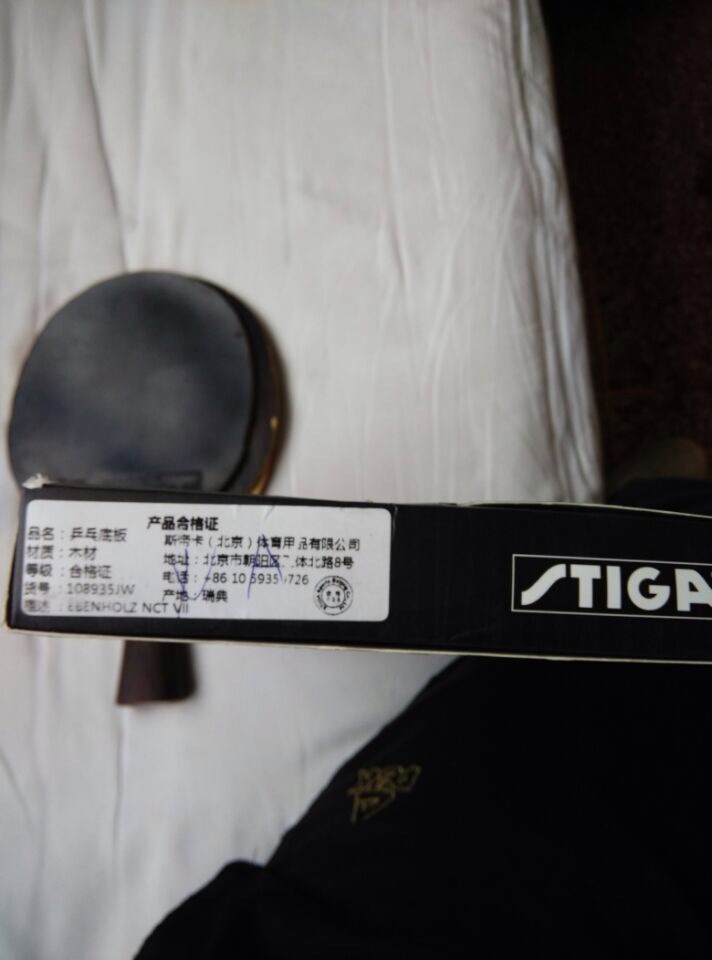 产品合格证
品名：乒乓底板
材质：木材
等级：合格证
货号：108935JW
描述：EBENHOLZ NCT VII
斯帝卡（北京）体育用品有限公司
地址：北京市朝阳区 体北路8号
电话：+86 10 5935 726
产地：瑞典
STIGA